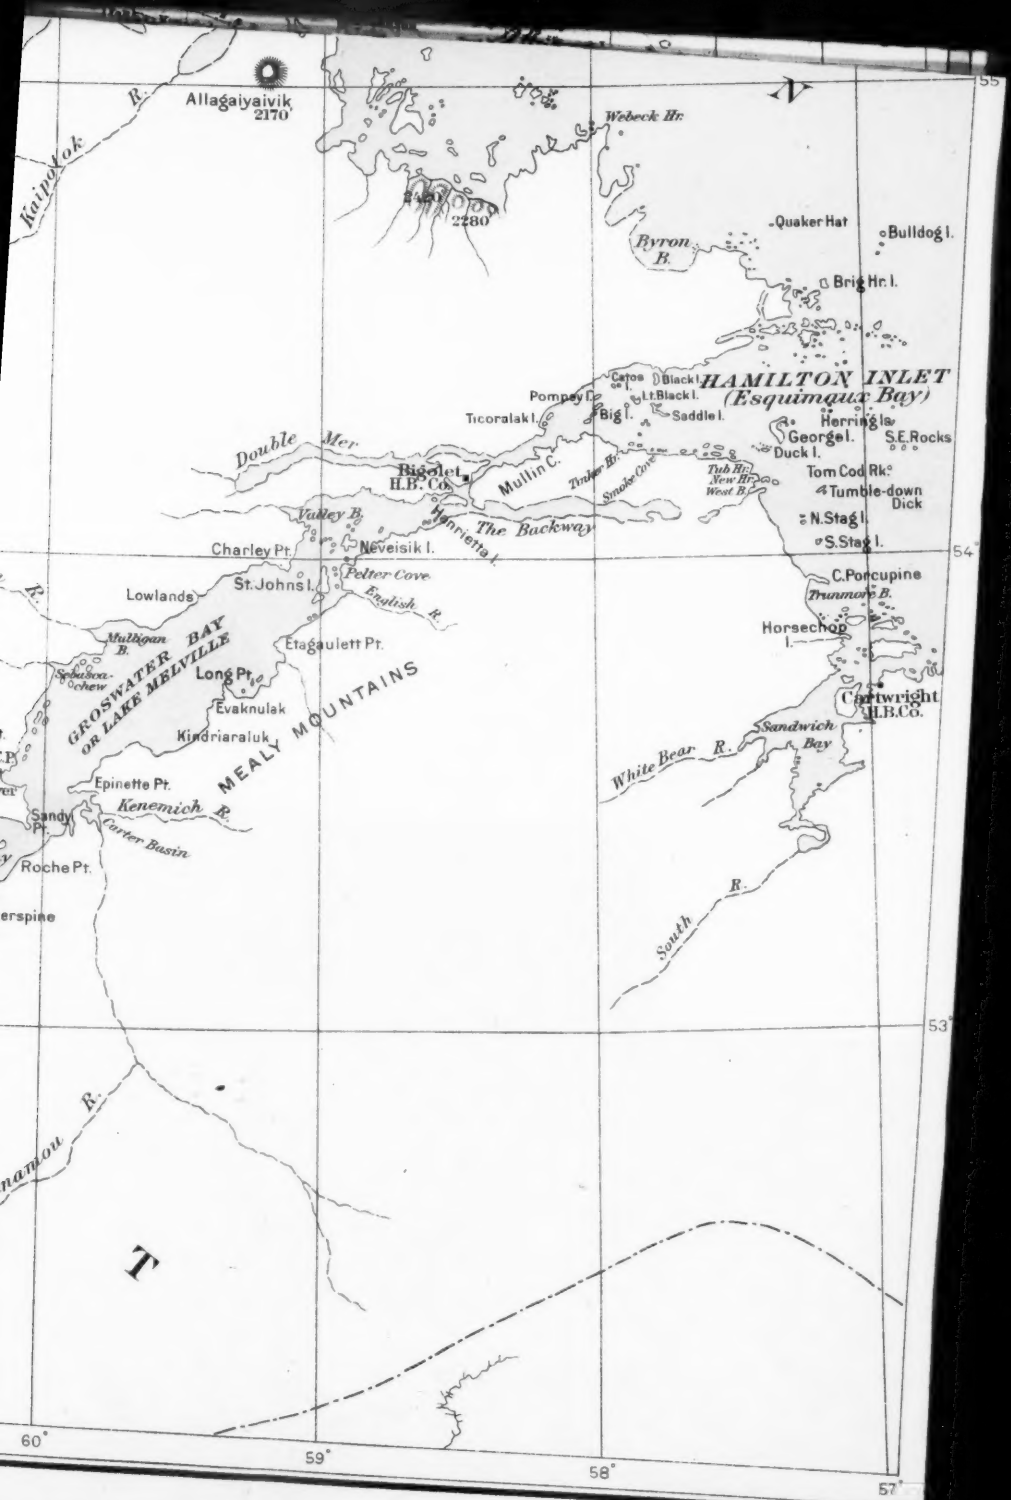 N
55
Allagaiyaivik
2170'
R.
Kaipokok
Webeck Hr.
2420
2280'
Quaker Hat
Bulldog I.
Byron
B.
Brig Hr. I.
HAMILTON INLET
(Esquimaux Bay)
Catos
I.
Black I.
Pompey I.
Lt. Black I.
Ticoralak I.
Big I.
Saddle I.
Herring Is.
George I.
S.E. Rocks
Duck I.
Double Mer
Bigolet
H.B. Co.
Mullin C.
Tinker Hr.
Smoke Cove
Tub Hr.
New Hr.
West B.
Tom Cod Rk.
Tumble-down
Dick
Valley B.
Henrietta I.
The Backway
N. Stag I.
S. Stag I.
54°
Charley Pt.
Neveisik I.
St. Johns I.
Pelter Cove
English R.
C. Porcupine
Trunmore B.
R.
Lowlands
Horsechop
I.
Mulligan
B.
Etagaulett Pt.
Sebaskachew
GROSWATER BAY
OR LAKE MELVILLE
Long Pt.
Evaknulak
Kindriaraluk
MEALY MOUNTAINS
Cartwright
H.B. Co.
Sandwich
Bay
White Bear R.
Epinette Pt.
Kenemich R.
Sandy
Pt.
Carter Basin
Roche Pt.
erspine
South R.
53°
R.
namou
T
60°
59°
58°
57°